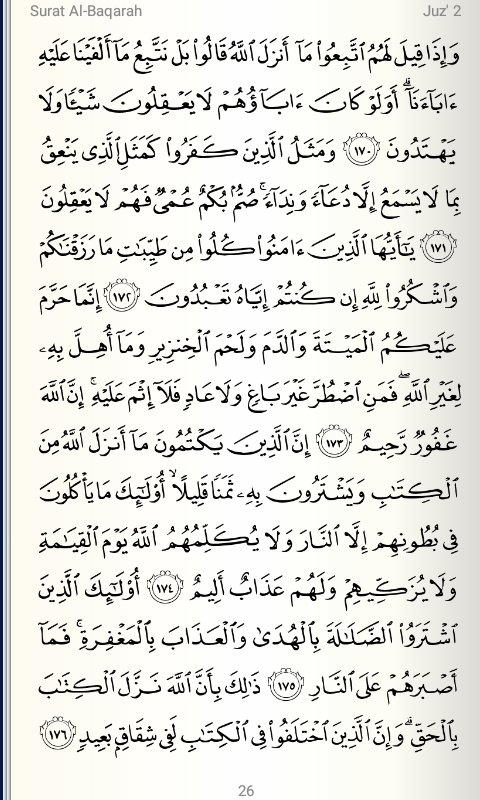 Surat Al-Baqarah
Juz' 2
وَإِذَا قِيلَ لَهُمُ ٱتَّبِعُوا۟ مَآ أَنزَلَ ٱللَّهُ قَالُوا۟ بَلْ نَتَّبِعُ مَآ أَلْفَيْنَا عَلَيْهِ
ءَابَآءَنَآ ۗ أَوَلَوْ كَانَ ءَابَآؤُهُمْ لَا يَعْقِلُونَ شَيْـًٔا وَلَا
يَهْتَدُونَ ١٧٠ وَمَثَلُ ٱلَّذِينَ كَفَرُوا۟ كَمَثَلِ ٱلَّذِى يَنْعِقُ
بِمَا لَا يَسْمَعُ إِلَّا دُعَآءً وَنِدَآءً ۚ صُمٌّۢ بُكْمٌ عُمْىٌ فَهُمْ لَا يَعْقِلُونَ
١٧١ يَـٰٓأَيُّهَا ٱلَّذِينَ ءَامَنُوا۟ كُلُوا۟ مِن طَيِّبَـٰتِ مَا رَزَقْنَـٰكُمْ
وَٱشْكُرُوا۟ لِلَّهِ إِن كُنتُمْ إِيَّاهُ تَعْبُدُونَ ١٧٢ إِنَّمَا حَرَّمَ
عَلَيْكُمُ ٱلْمَيْتَةَ وَٱلدَّمَ وَلَحْمَ ٱلْخِنزِيرِ وَمَآ أُهِلَّ بِهِۦ
لِغَيْرِ ٱللَّهِ ۖ فَمَنِ ٱضْطُرَّ غَيْرَ بَاغٍ وَلَا عَادٍ فَلَآ إِثْمَ عَلَيْهِ ۚ إِنَّ ٱللَّهَ
غَفُورٌ رَّحِيمٌ ١٧٣ إِنَّ ٱلَّذِينَ يَكْتُمُونَ مَآ أَنزَلَ ٱللَّهُ مِنَ
ٱلْكِتَـٰبِ وَيَشْتَرُونَ بِهِۦ ثَمَنًا قَلِيلًا ۙ أُو۟لَـٰٓئِكَ مَا يَأْكُلُونَ
فِى بُطُونِهِمْ إِلَّا ٱلنَّارَ وَلَا يُكَلِّمُهُمُ ٱللَّهُ يَوْمَ ٱلْقِيَـٰمَةِ
وَلَا يُزَكِّيهِمْ وَلَهُمْ عَذَابٌ أَلِيمٌ ١٧٤ أُو۟لَـٰٓئِكَ ٱلَّذِينَ
ٱشْتَرَوُا۟ ٱلضَّلَـٰلَةَ بِٱلْهُدَىٰ وَٱلْعَذَابَ بِٱلْمَغْفِرَةِ ۚ فَمَآ
أَصْبَرَهُمْ عَلَى ٱلنَّارِ ١٧٥ ذَٰلِكَ بِأَنَّ ٱللَّهَ نَزَّلَ ٱلْكِتَـٰبَ
بِٱلْحَقِّ ۗ وَإِنَّ ٱلَّذِينَ ٱخْتَلَفُوا۟ فِى ٱلْكِتَـٰبِ لَفِى شِقَاقٍۭ بَعِيدٍ ١٧٦
26